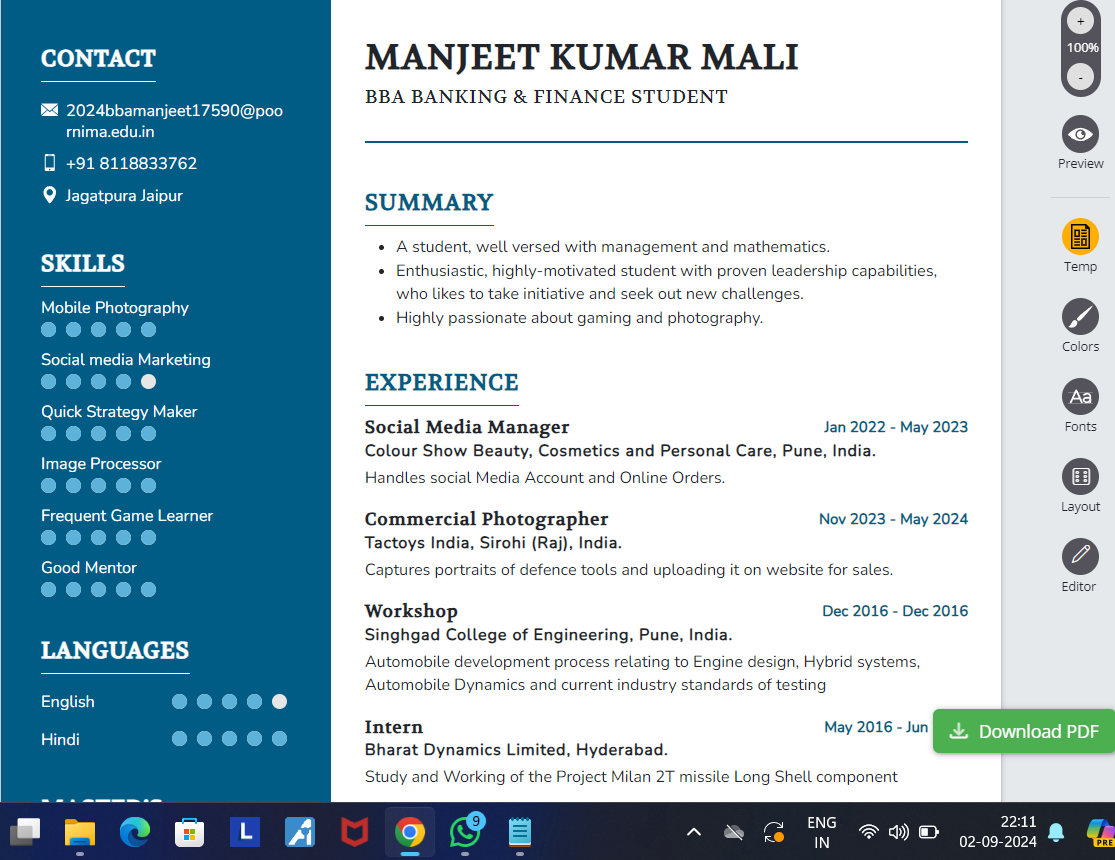 CONTACT
2024bbamanjeet17590@poo
rnima.edu.in
+91 8118833762
Jagatpura Jaipur
SKILLS
Mobile Photography
Social media Marketing
Quick Strategy Maker
Image Processor
Frequent Game Learner
Good Mentor
LANGUAGES
English
Hindi
MASTER'S
MANJEET KUMAR MALI
BBA BANKING & FINANCE STUDENT
SUMMARY
• A student, well versed with management and mathematics.
• Enthusiastic, highly-motivated student with proven leadership capabilities,
who likes to take initiative and seek out new challenges.
• Highly passionate about gaming and photography.
EXPERIENCE
Social Media Manager Jan 2022 - May 2023
Colour Show Beauty, Cosmetics and Personal Care, Pune, India.
Handles social Media Account and Online Orders.
Commercial Photographer Nov 2023 - May 2024
Tactoys India, Sirohi (Raj), India.
Captures portraits of defence tools and uploading it on website for sales.
Workshop Dec 2016 - Dec 2016
Singhgad College of Engineering, Pune, India.
Automobile development process relating to Engine design, Hybrid systems,
Automobile Dynamics and current industry standards of testing
Intern May 2016 - Jun
Bharat Dynamics Limited, Hyderabad.
Study and Working of the Project Milan 2T missile Long Shell component
+
100%
-
Preview
Temp
Colors
Aa
Fonts
Layout
Editor
Download PDF
L
9
ENG
IN
22:11
02-09-2024
PRE